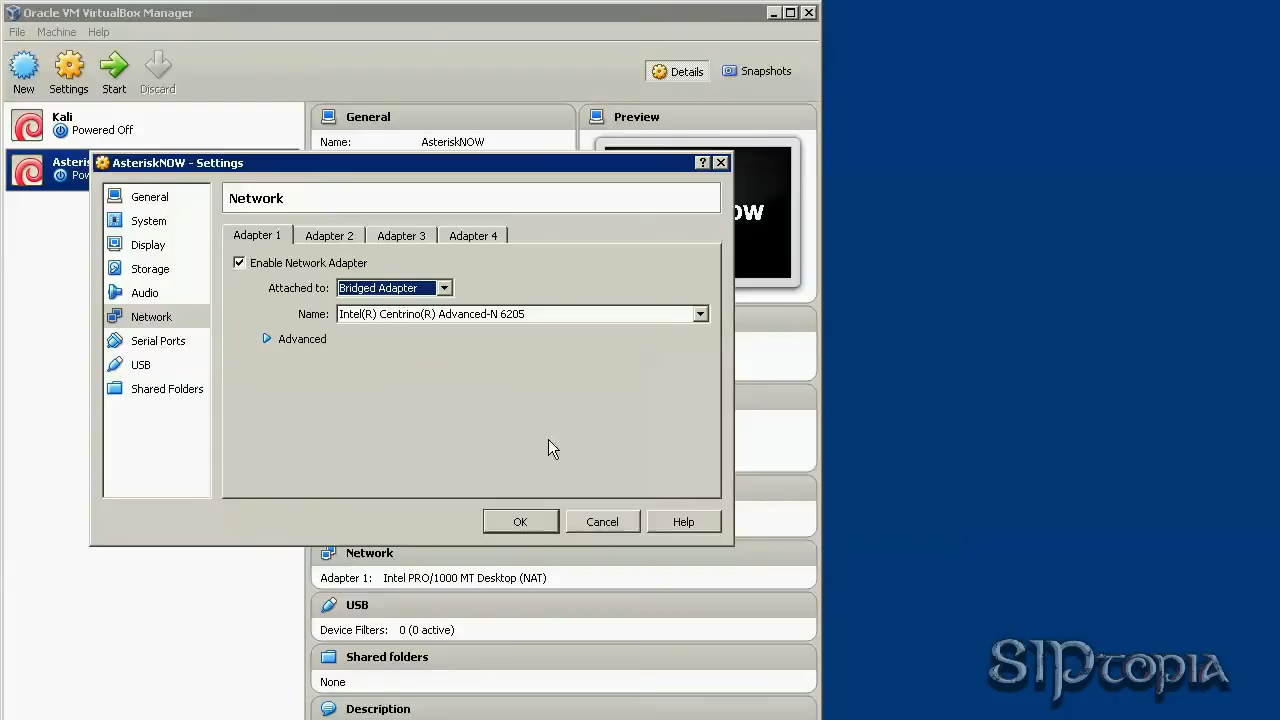 Oracle VM VirtualBox Manager
File Machine Help
New Settings Start Discard
Details Snapshots
Kali
Powered Off
General
Name: AsteriskNOW
Preview
AsteriskNOW - Settings
General
System
Display
Storage
Audio
Network
Serial Ports
USB
Shared Folders
Network
Adapter 1 Adapter 2 Adapter 3 Adapter 4
Enable Network Adapter
Attached to: Bridged Adapter
Name: Intel(R) Centrino(R) Advanced-N 6205
Advanced
OK Cancel Help
Network
Adapter 1: Intel PRO/1000 MT Desktop (NAT)
USB
Device Filters: 0 (0 active)
Shared folders
None
Description
SIPtopia